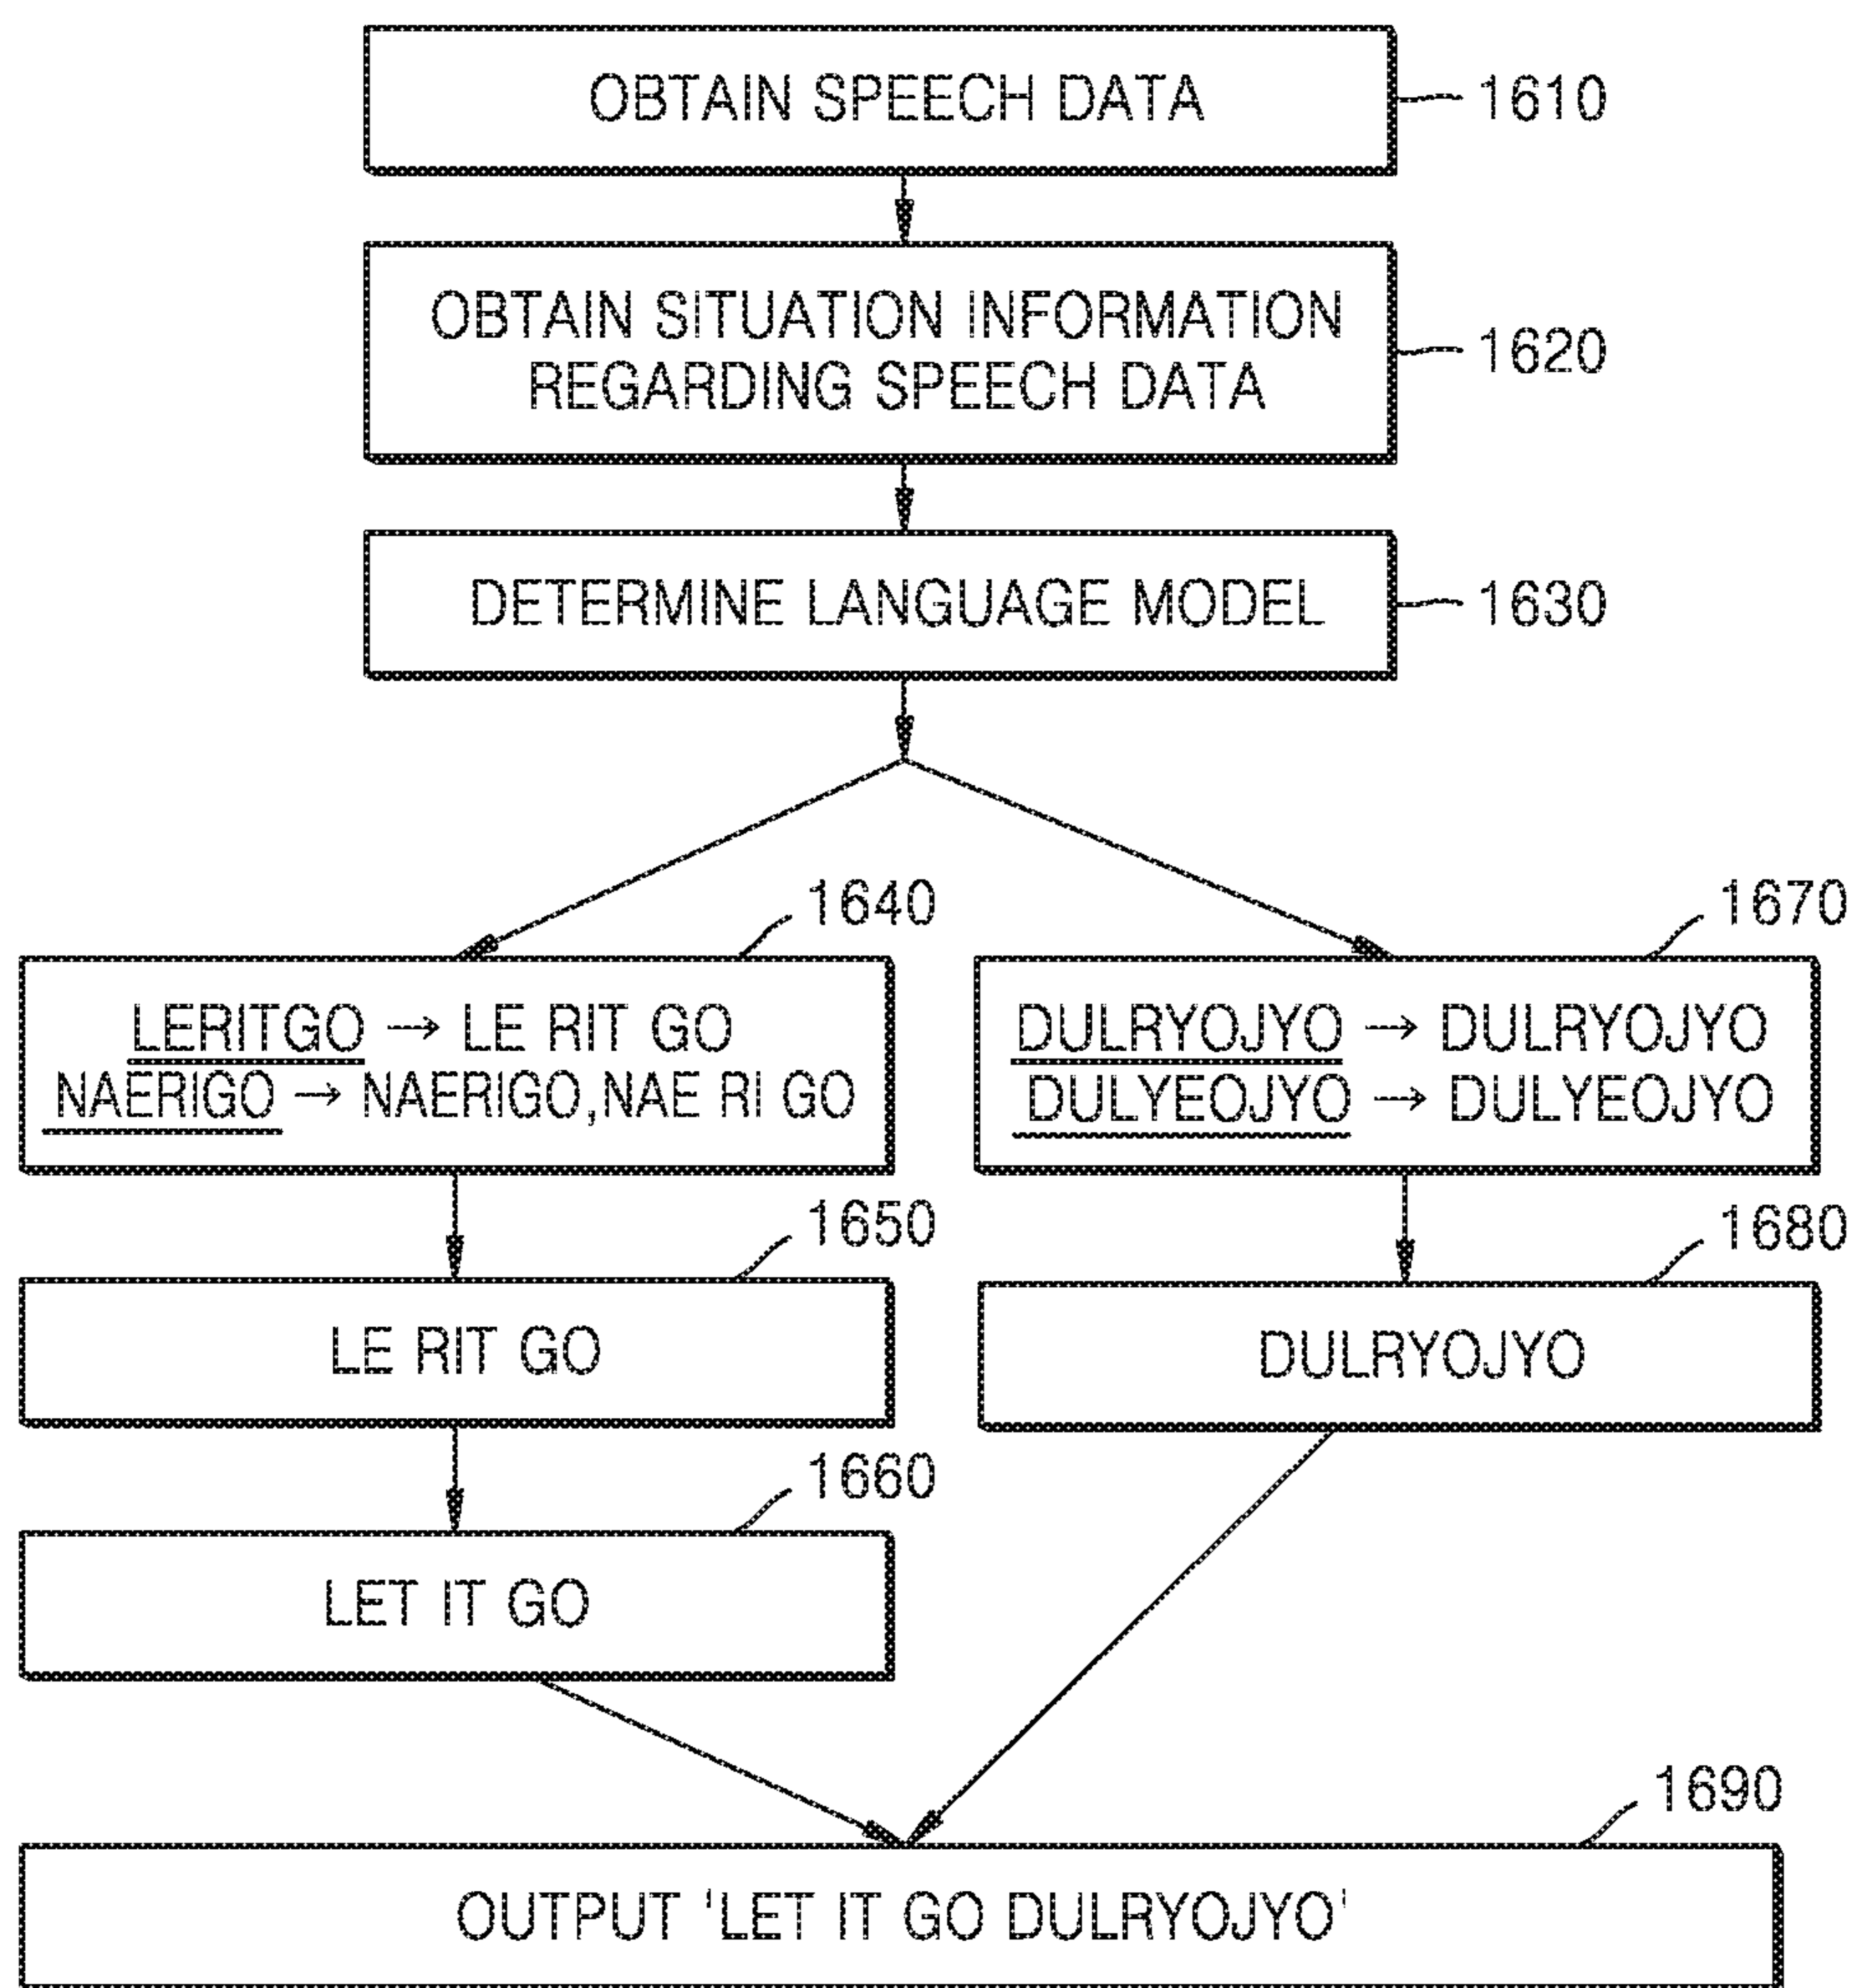 OBTAIN SPEECH DATA
1610
OBTAIN SITUATION INFORMATION
REGARDING SPEECH DATA
1620
DETERMINE LANGUAGE MODEL
1630
1640
LERITGO → LE RIT GO
NAERIGO → NAERIGO,NAE RI GO
1670
DULRYOJYO → DULRYOJYO
DULYEOJYO → DULYEOJYO
1650
LE RIT GO
1680
DULRYOJYO
1660
LET IT GO
1690
OUTPUT 'LET IT GO DULRYOJYO'